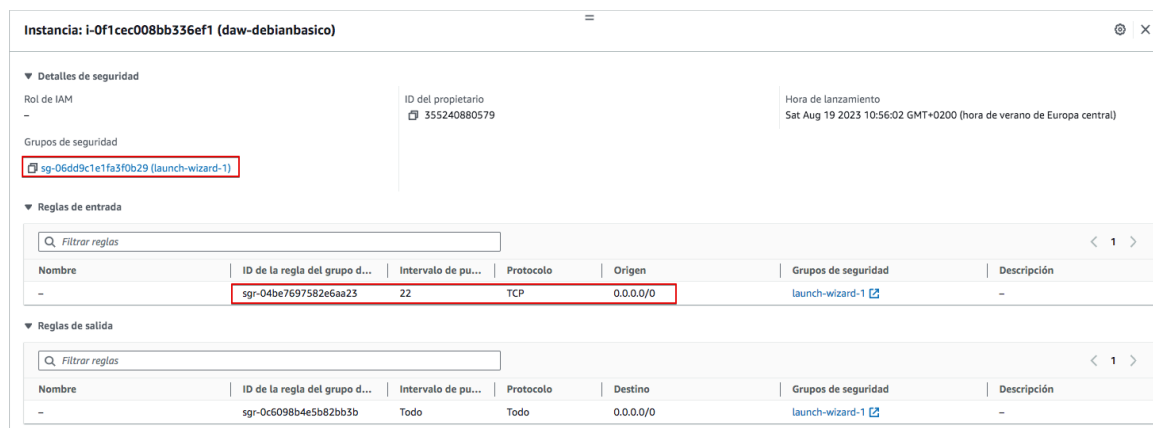 Instancia: i-0f1cec008bb336ef1 (daw-debianbasico)
Detalles de seguridad
Rol de IAM ID del propietario Hora de lanzamiento
– 355240880579 Sat Aug 19 2023 10:56:02 GMT+0200 (hora de verano de Europa central)
Grupos de seguridad
sg-06dd9c1e1fa3f0b29 (launch-wizard-1)
Reglas de entrada
Filtrar reglas 1
Nombre ID de la regla del grupo d... Intervalo de pu... Protocolo Origen Grupos de seguridad Descripción
– sgr-04be7697582e6aa23 22 TCP 0.0.0.0/0 launch-wizard-1 –
Reglas de salida
Filtrar reglas 1
Nombre ID de la regla del grupo d... Intervalo de pu... Protocolo Destino Grupos de seguridad Descripción
– sgr-0c6098b4e5b82bb3b Todo Todo 0.0.0.0/0 launch-wizard-1 –